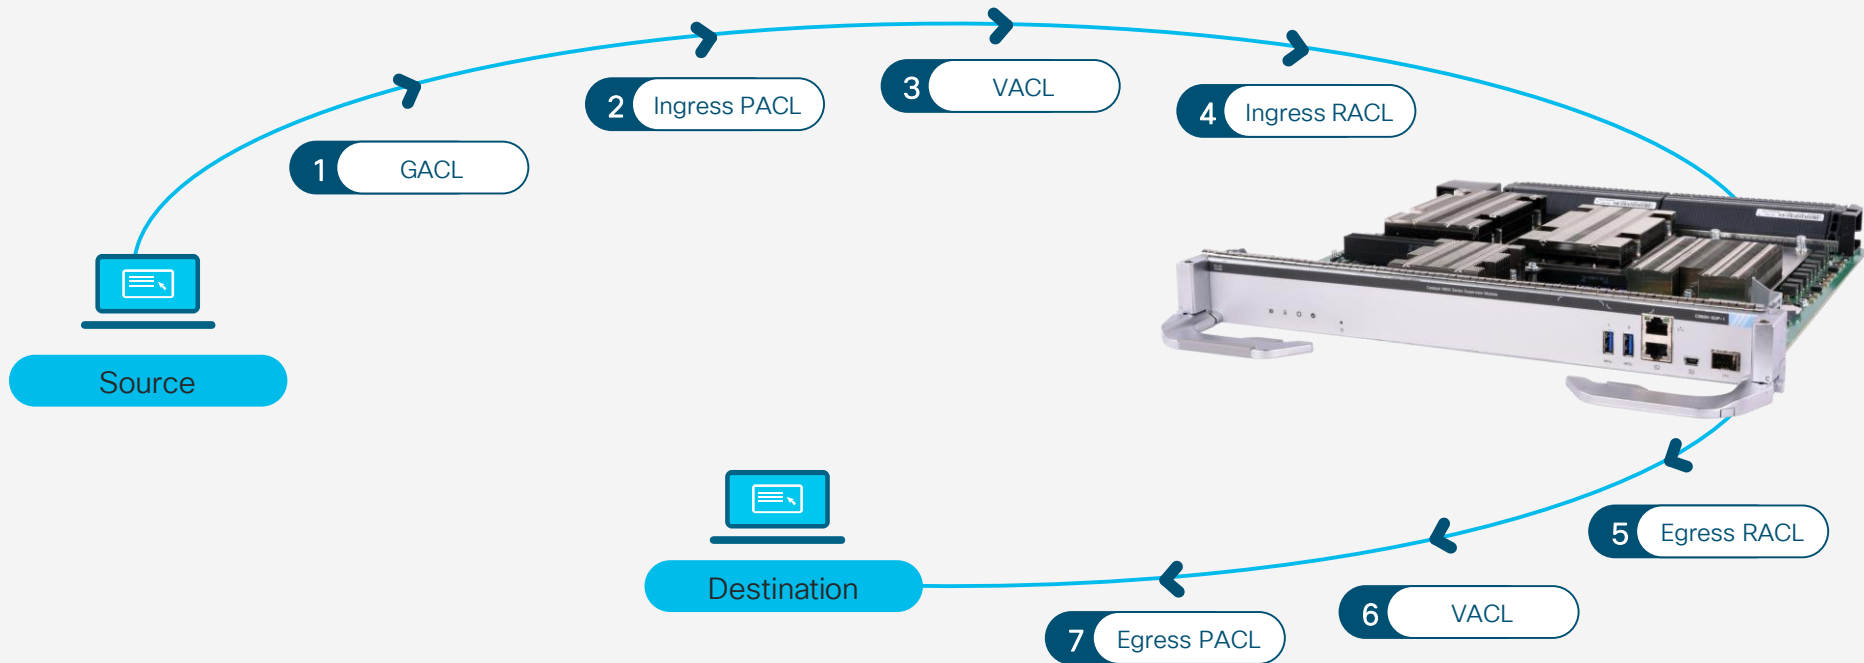 1 GACL
2 Ingress PACL
3 VACL
4 Ingress RACL
Source
5 Egress RACL
6 VACL
7 Egress PACL
Destination